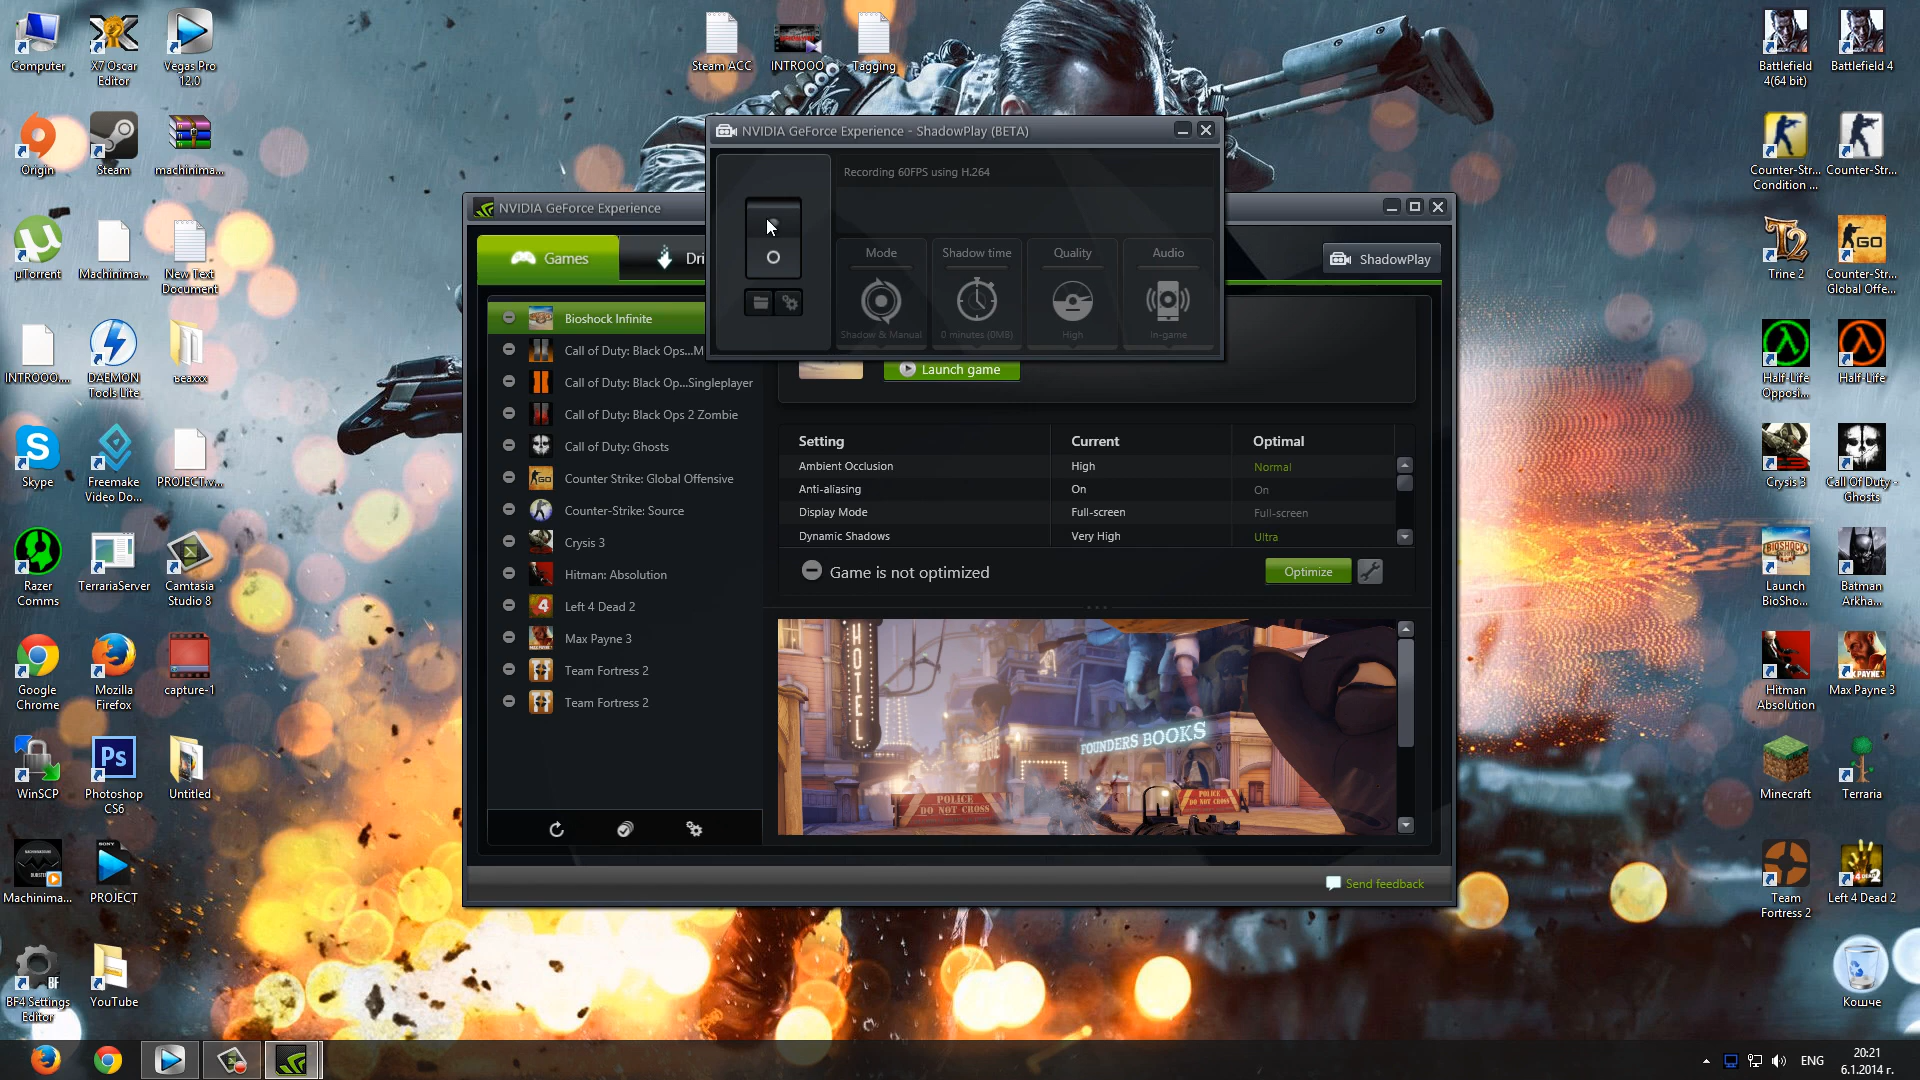 Computer
X7 Oscar
Editor
Vegas Pro
12.0
Steam ACC
INTROOO
Tagging
Battlefield
4(64 bit)
Battlefield 4
Origin
Steam
machinima...
Counter-Str...
Condition ...
Counter-Str...
µTorrent
Machinima...
New Text
Document
Trine 2
Counter-Str...
Global Offe...
INTROOO....
DAEMON
Tools Lite
веаххх
Half-Life
Opposi...
Half-Life
Skype
Freemake
Video Do...
PROJECT.v...
Crysis 3
Call Of Duty -
Ghosts
Razer
Comms
TerrariaServer
Camtasia
Studio 8
Launch
BioSho...
Batman
Arkha...
Google
Chrome
Mozilla
Firefox
capture-1
Hitman
Absolution
Max Payne 3
WinSCP
Photoshop
CS6
Untitled
Minecraft
Terraria
Machinima...
PROJECT
Team
Fortress 2
Left 4 Dead 2
BF4 Settings
Editor
YouTube
Кошче
NVIDIA GeForce Experience - ShadowPlay (BETA)
Recording 60FPS using H.264
Mode
Shadow time
Quality
Audio
Shadow & Manual
0 minutes (0MB)
High
In-game
NVIDIA GeForce Experience
Games
Dri
ShadowPlay
Bioshock Infinite
Call of Duty: Black Ops...M
Call of Duty: Black Op...Singleplayer
Call of Duty: Black Ops 2 Zombie
Call of Duty: Ghosts
Counter Strike: Global Offensive
Counter-Strike: Source
Crysis 3
Hitman: Absolution
Left 4 Dead 2
Max Payne 3
Team Fortress 2
Team Fortress 2
Launch game
Setting Current Optimal
Ambient Occlusion High Normal
Anti-aliasing On On
Display Mode Full-screen Full-screen
Dynamic Shadows Very High Ultra
Game is not optimized
Optimize
HOTEL
FOUNDERS BOOKS
POLICE
DO NOT CROSS
POLICE
DO NOT CROSS
Send feedback
ENG
20:21
6.1.2014 г.